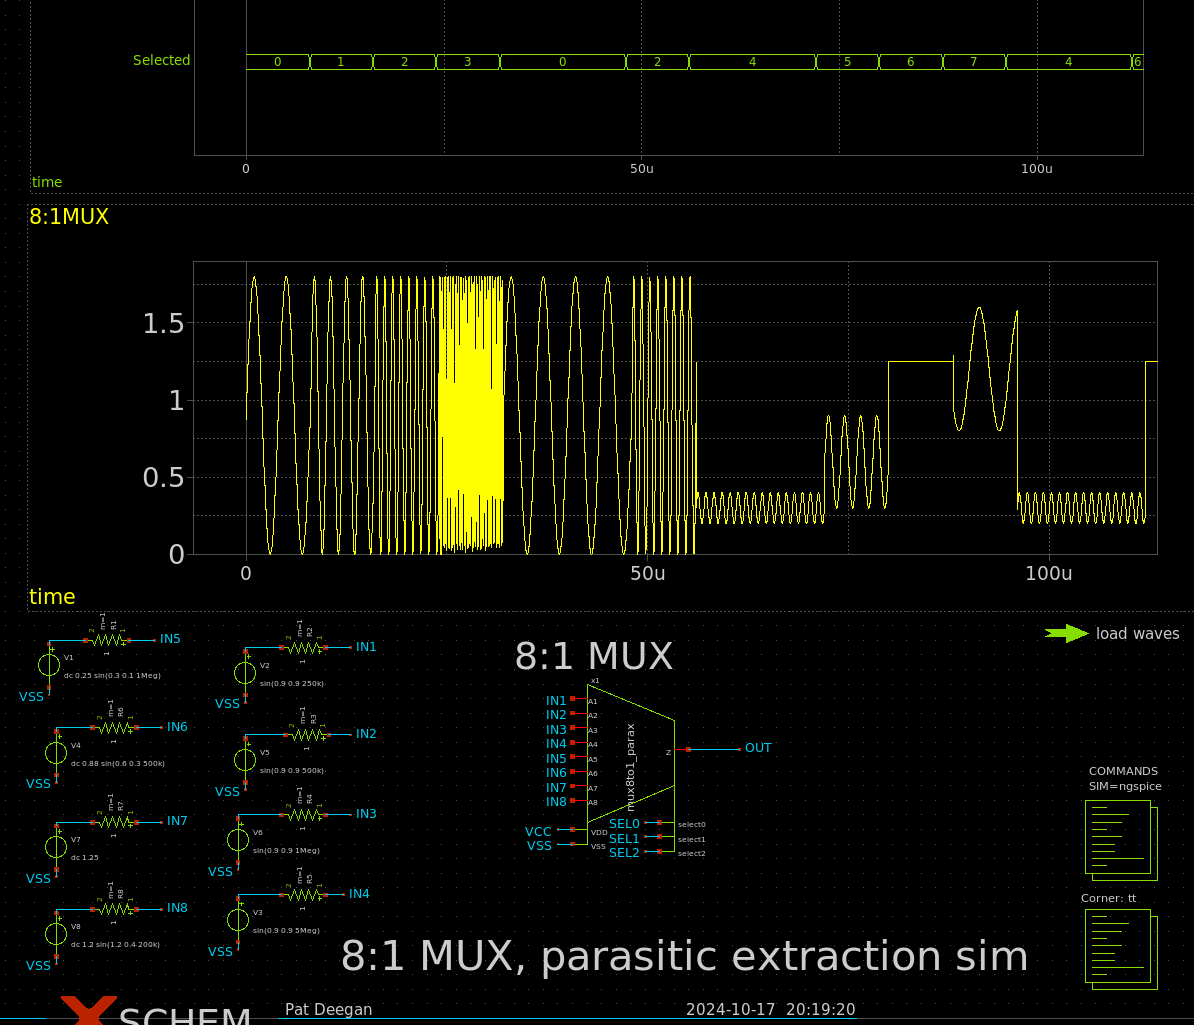 Selected 0 1 2 3 0 2 4 5 6 7 4 6
0 50u 100u
time
8:1MUX
1.5
1
0.5
0
0 50u 100u
time
load waves
8:1 MUX
m=1
R1
2
1
1
IN5
V1
dc 0.25 sin(0.3 0.1 1Meg)
VSS
m=1
R2
2
1
1
IN1
V2
sin(0.9 0.9 250k)
VSS
m=1
R6
2
1
1
IN6
V4
dc 0.88 sin(0.6 0.3 500k)
VSS
m=1
R3
2
1
1
IN2
V5
sin(0.9 0.9 500k)
VSS
m=1
R7
2
1
1
IN7
V7
dc 1.25
VSS
m=1
R4
2
1
1
IN3
V6
sin(0.9 0.9 1Meg)
VSS
m=1
R8
2
1
1
IN8
V8
dc 1.2 sin(1.2 0.4 200k)
VSS
m=1
R5
2
1
1
IN4
V3
sin(0.9 0.9 5Meg)
VSS
x1
IN1 A1
IN2 A2
IN3 A3
IN4 A4
IN5 A5
IN6 A6
IN7 A7
IN8 A8
mux8to1_parax
Z
OUT
VCC VDD
VSS VSS
SEL0 select0
SEL1 select1
SEL2 select2
COMMANDS
SIM=ngspice
Corner: tt
8:1 MUX, parasitic extraction sim
XSCHEM
Pat Deegan
2024-10-17 20:19:20